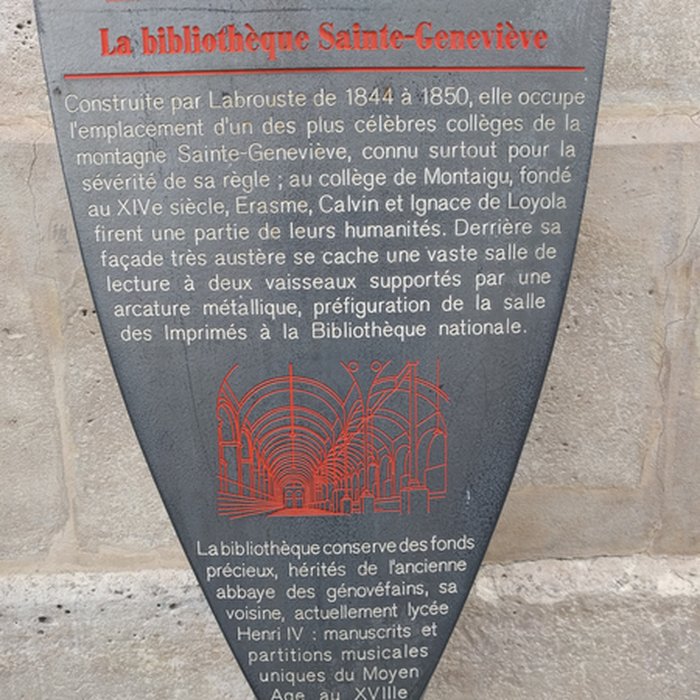 La bibliothèque Sainte-Geneviève
Construite par Labrouste de 1844 à 1850, elle occupe
l'emplacement d'un des plus célèbres collèges de la
montagne Sainte-Geneviève, connu surtout pour la
sévérité de sa règle ; au collège de Montaigu, fondé
au XIVe siècle, Erasme, Calvin et Ignace de Loyola
firent une partie de leurs humanités. Derrière sa
façade très austère se cache une vaste salle de
lecture à deux vaisseaux supportés par une
arcature métallique, préfiguration de la salle
des Imprimés à la Bibliothèque nationale.
La bibliothèque conserve des fonds
précieux, hérités de l'ancienne
abbaye des génovéfains, sa
voisine, actuellement lycée
Henri IV : manuscrits et
partitions musicales
uniques du Moyen
Age au XVIIIe